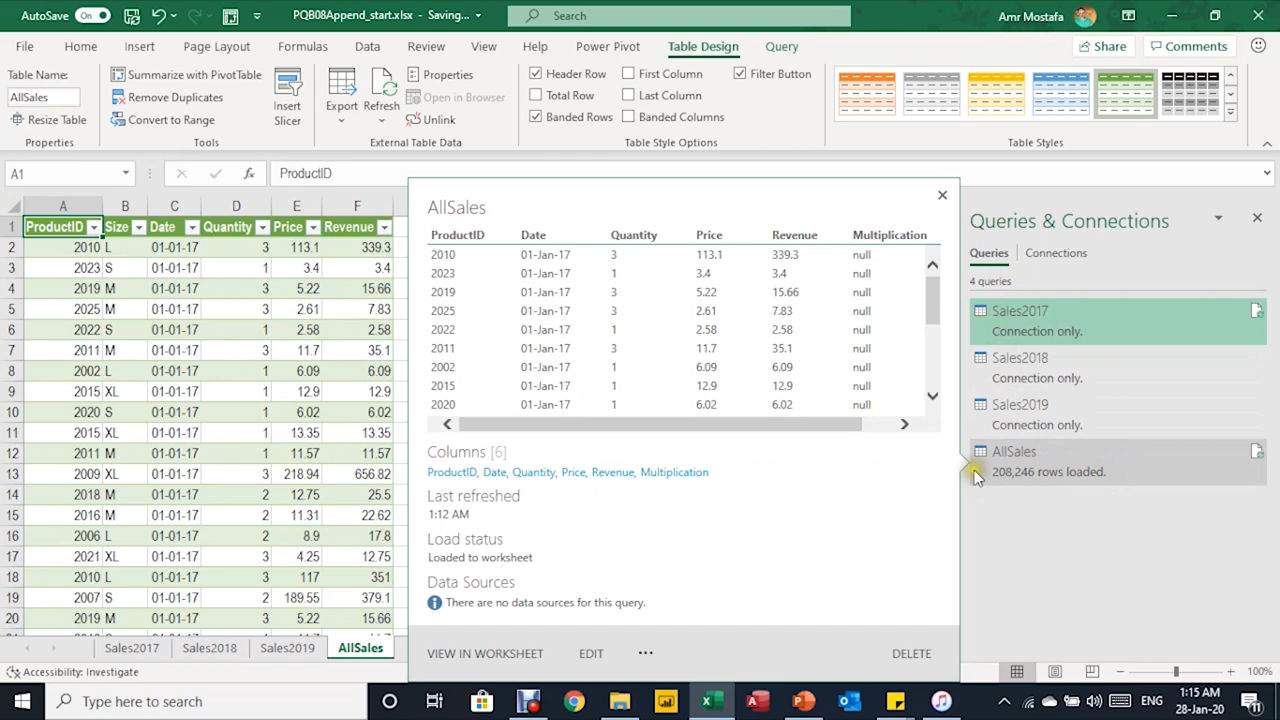 AutoSave On PQB08Append_start.xlsx - Saving... Search Amr Mostafa
File Home Insert Page Layout Formulas Data Review View Help Power Pivot Table Design Query Share Comments
Table Name:
AllSales
Resize Table
Properties
Summarize with PivotTable
Remove Duplicates
Convert to Range
Tools
Insert
Slicer
Export
Refresh
Properties
Open in Browser
Unlink
External Table Data
Header Row First Column Filter Button
Total Row Last Column
Banded Rows Banded Columns
Table Style Options
Table Styles
A1 fx ProductID
A B C D E F
1 ProductID Size Date Quantity Price Revenue
2 2010 L 01-01-17 3 113.1 339.3
3 2023 S 01-01-17 1 3.4 3.4
4 2019 M 01-01-17 3 5.22 15.66
5 2025 M 01-01-17 3 2.61 7.83
6 2022 S 01-01-17 1 2.58 2.58
7 2011 M 01-01-17 3 11.7 35.1
8 2002 L 01-01-17 1 6.09 6.09
9 2015 XL 01-01-17 1 12.9 12.9
10 2020 S 01-01-17 1 6.02 6.02
11 2015 XL 01-01-17 1 13.35 13.35
12 2011 M 01-01-17 1 11.57 11.57
13 2009 XL 01-01-17 3 218.94 656.82
14 2018 M 01-01-17 2 12.75 25.5
15 2016 M 01-01-17 2 11.31 22.62
16 2006 L 01-01-17 2 8.9 17.8
17 2021 XL 01-01-17 3 4.25 12.75
18 2010 L 01-01-17 3 117 351
19 2007 S 01-01-17 2 189.55 379.1
20 2019 M 01-01-17 3 5.22 15.66
AllSales
ProductID Date Quantity Price Revenue Multiplication
2010 01-Jan-17 3 113.1 339.3 null
2023 01-Jan-17 1 3.4 3.4 null
2019 01-Jan-17 3 5.22 15.66 null
2025 01-Jan-17 3 2.61 7.83 null
2022 01-Jan-17 1 2.58 2.58 null
2011 01-Jan-17 3 11.7 35.1 null
2002 01-Jan-17 1 6.09 6.09 null
2015 01-Jan-17 1 12.9 12.9 null
2020 01-Jan-17 1 6.02 6.02 null
Columns [6]
ProductID, Date, Quantity, Price, Revenue, Multiplication
Last refreshed
1:12 AM
Load status
Loaded to worksheet
Data Sources
There are no data sources for this query.
VIEW IN WORKSHEET EDIT ... DELETE
Queries & Connections
Queries Connections
4 queries
Sales2017
Connection only.
Sales2018
Connection only.
Sales2019
Connection only.
AllSales
208,246 rows loaded.
Sales2017 Sales2018 Sales2019 AllSales
Accessibility: Investigate 100%
Type here to search ENG 1:15 AM
28-Jan-20 11